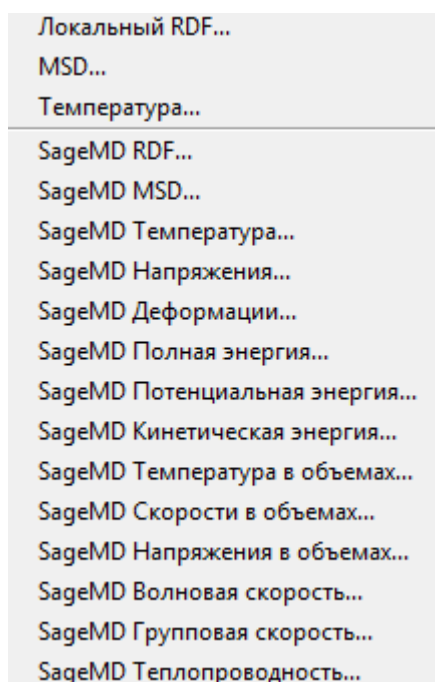 Локальный RDF...
MSD...
Температура...
SageMD RDF...
SageMD MSD...
SageMD Температура...
SageMD Напряжения...
SageMD Деформации...
SageMD Полная энергия...
SageMD Потенциальная энергия...
SageMD Кинетическая энергия...
SageMD Температура в объемах...
SageMD Скорости в объемах...
SageMD Напряжения в объемах...
SageMD Волновая скорость...
SageMD Групповая скорость...
SageMD Теплопроводность...